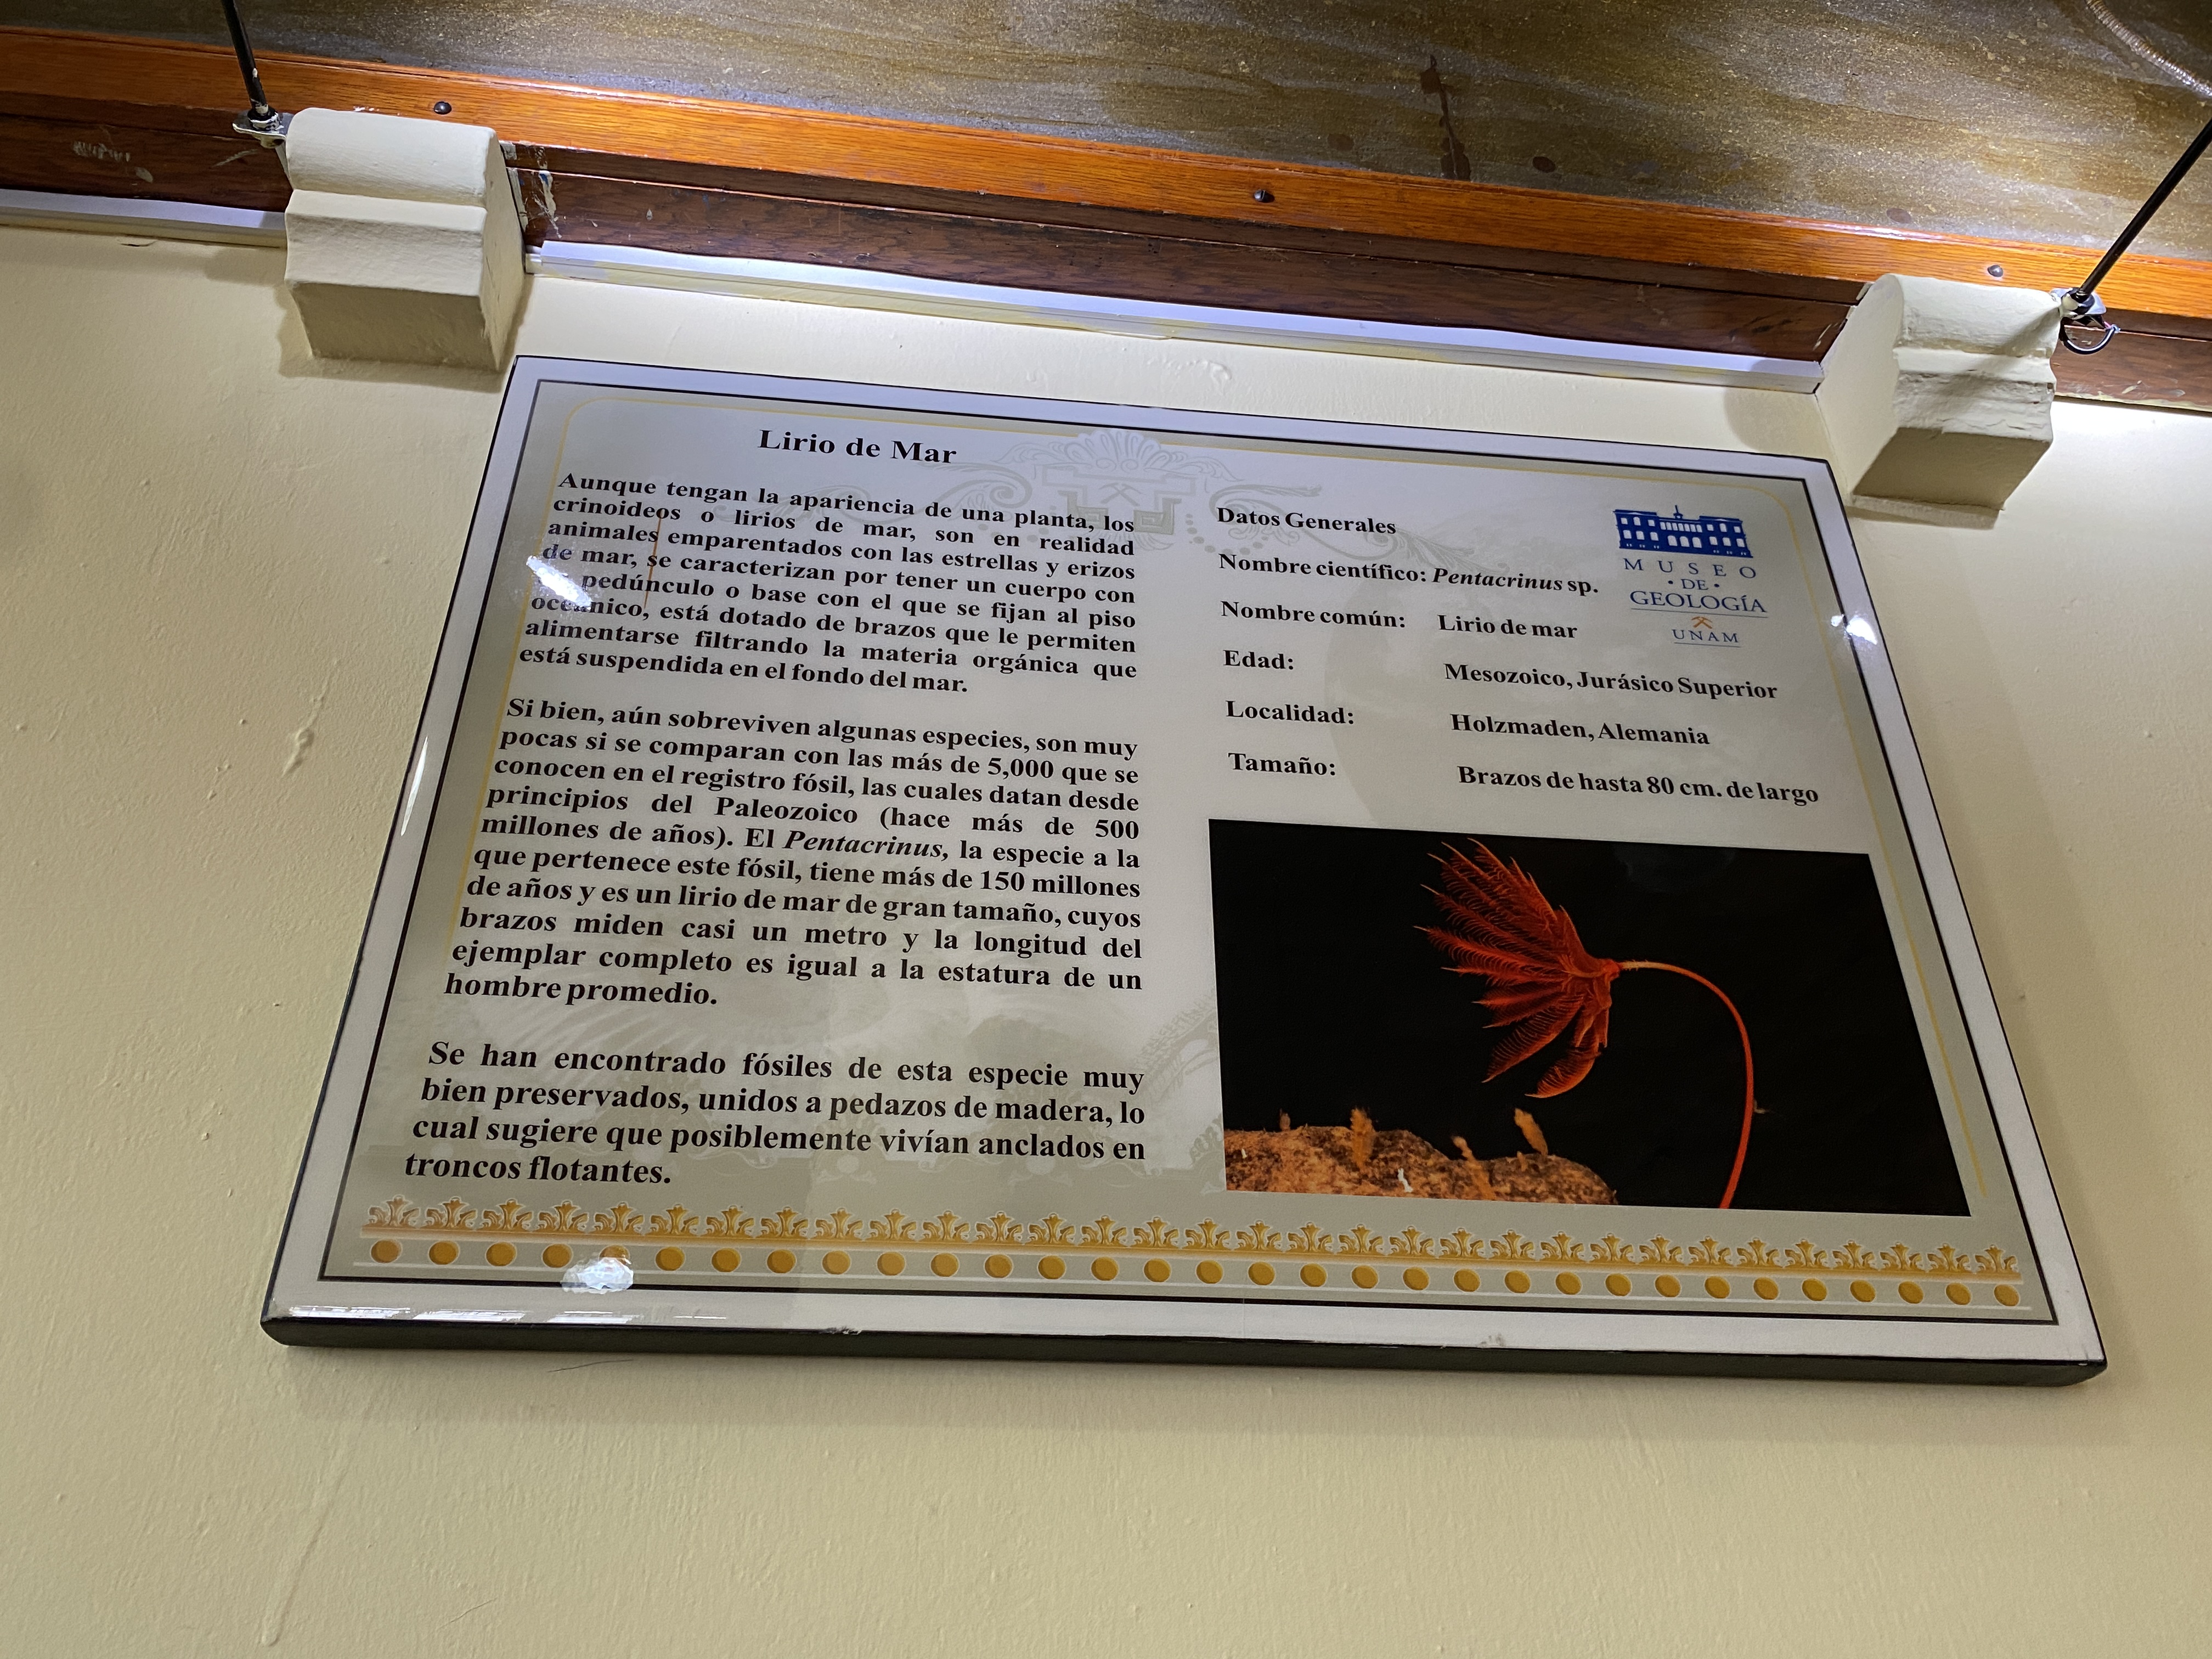 Lirio de Mar
Aunque tengan la apariencia de una planta, los
crinoideos o lirios de mar, son en realidad
animales emparentados con las estrellas y erizos
de mar, se caracterizan por tener un cuerpo con
pedúnculo o base con el que se fijan al piso
oceánico, está dotado de brazos que le permiten
alimentarse filtrando la materia orgánica que
está suspendida en el fondo del mar.
Si bien, aún sobreviven algunas especies, son muy
pocas si se comparan con las más de 5,000 que se
conocen en el registro fósil, las cuales datan desde
principios del Paleozoico (hace más de 500
millones de años). El Pentacrinus, la especie a la
que pertenece este fósil, tiene más de 150 millones
de años y es un lirio de mar de gran tamaño, cuyos
brazos miden casi un metro y la longitud del
ejemplar completo es igual a la estatura de un
hombre promedio.
Se han encontrado fósiles de esta especie muy
bien preservados, unidos a pedazos de madera, lo
cual sugiere que posiblemente vivían anclados en
troncos flotantes.
Datos Generales
Nombre científico: Pentacrinus sp.
Nombre común: Lirio de mar
Edad: Mesozoico, Jurásico Superior
Localidad: Holzmaden, Alemania
Tamaño: Brazos de hasta 80 cm. de largo
MUSEO
·DE·
GEOLOGÍA
UNAM